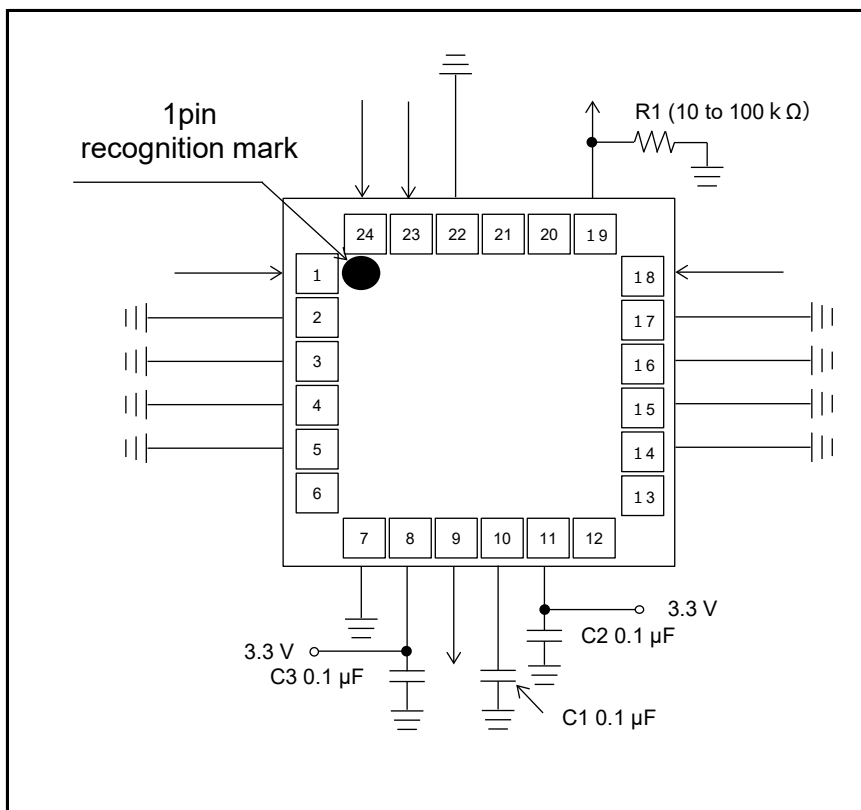 1pin
recognition mark
R1 (10 to 100 k Ω)
24 23 22 21 20 19
1
18
2
17
3
16
4
15
5
14
6
13
7 8 9 10 11 12
3.3 V
C2 0.1 µF
3.3 V
C3 0.1 µF
C1 0.1 µF